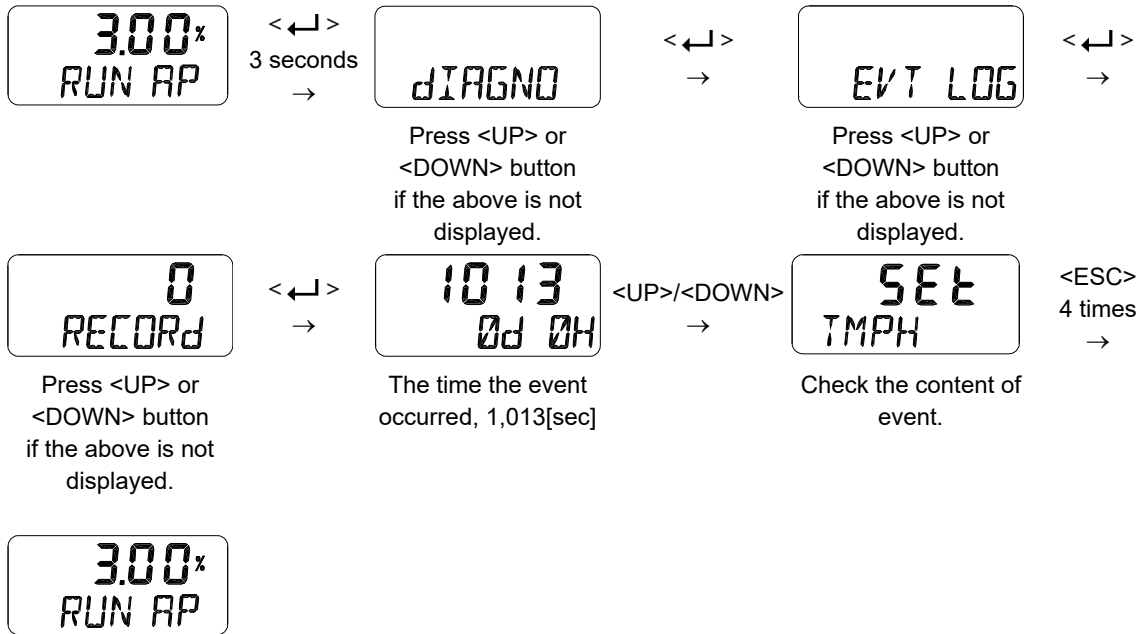 3.00%
RUN AP
< ↵ >
3 seconds
→
dIAGNO
Press <UP> or
<DOWN> button
if the above is not
displayed.
< ↵ >
→
EVT LOG
Press <UP> or
<DOWN> button
if the above is not
displayed.
< ↵ >
→
0
RECORd
Press <UP> or
<DOWN> button
if the above is not
displayed.
< ↵ >
→
1013
0d 0H
The time the event
occurred, 1,013[sec]
<UP>/<DOWN>
→
SEt
TMPH
Check the content of
event.
<ESC>
4 times
→
3.00%
RUN AP